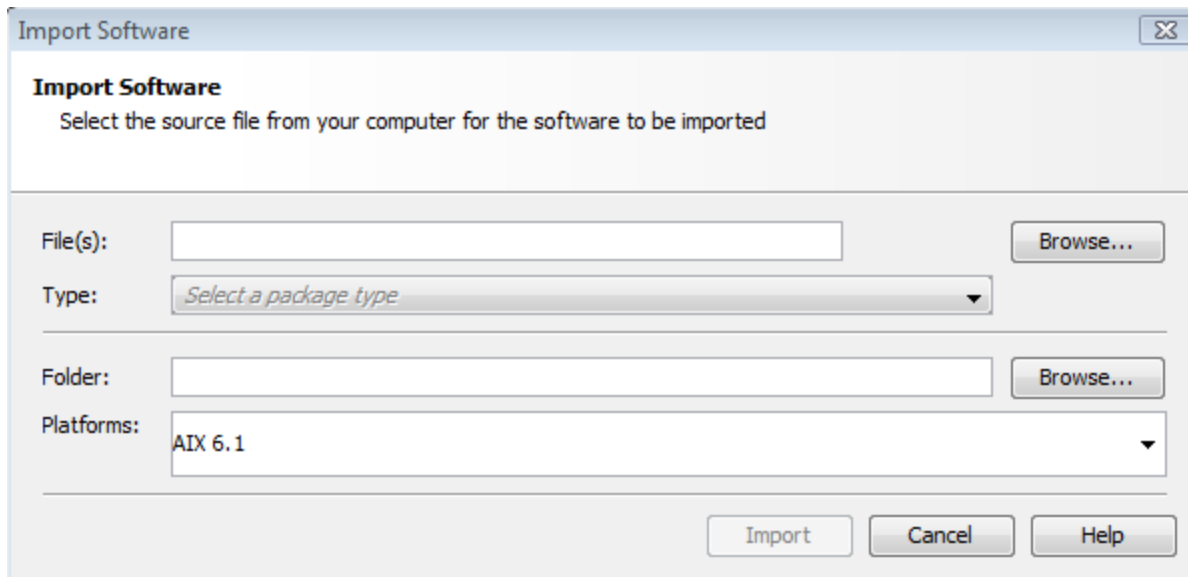 Import Software
Import Software
Select the source file from your computer for the software to be imported
File(s):
Browse...
Type:
Select a package type
Folder:
Browse...
Platforms:
AIX 6.1
Import
Cancel
Help